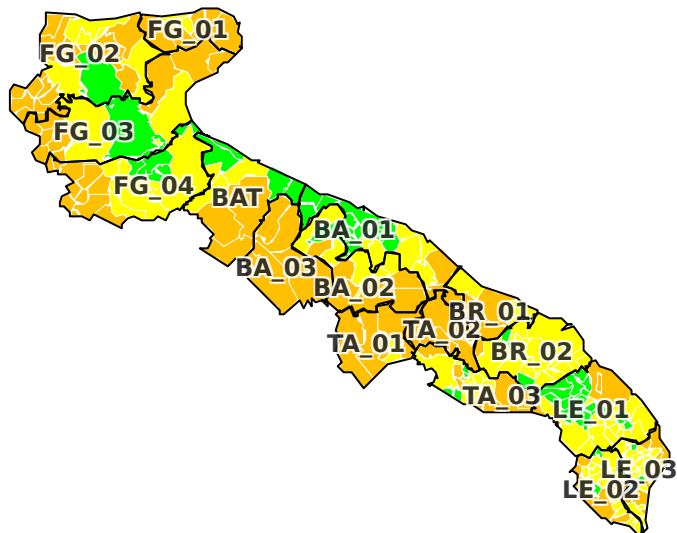 FG_01
FG_02
FG_03
FG_04
BAT
BA_01
BA_03
BA_02
BR_01
TA_02
TA_01
BR_02
TA_03
LE_01
LE_03
LE_02